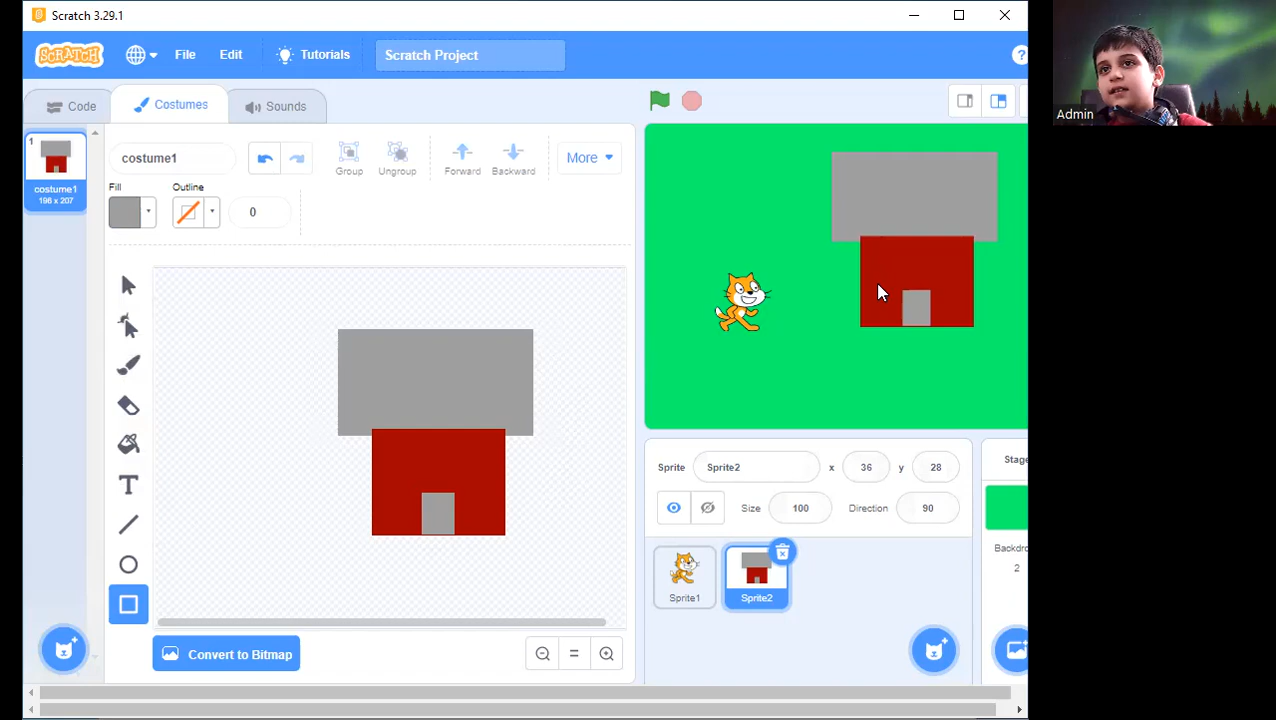 Scratch 3.29.1
SCRATCH
File
Edit
Tutorials
Scratch Project
?
Admin
Code
Costumes
Sounds
1
costume1
196 x 207
costume1
Group
Ungroup
Forward
Backward
More
Fill
Outline
0
T
Convert to Bitmap
Sprite
Sprite2
x
36
y
28
Size
100
Direction
90
Sprite1
Sprite2
Stage
Backdro
2